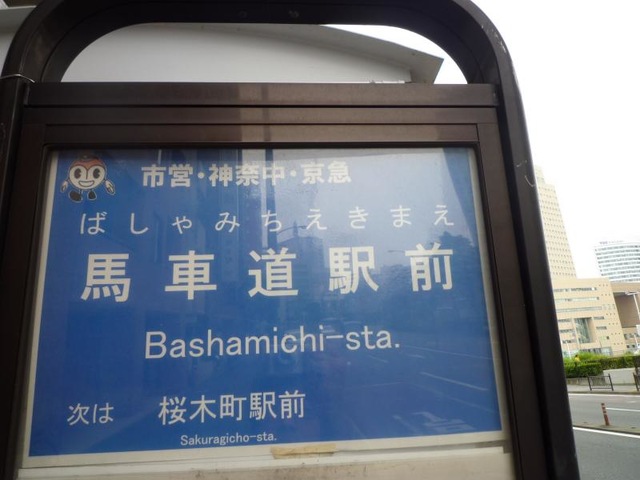 市営・神奈中・京急
ばしゃみちえきまえ
馬車道駅前
Bashamichi-sta.
次は 桜木町駅前
Sakuragicho-sta.